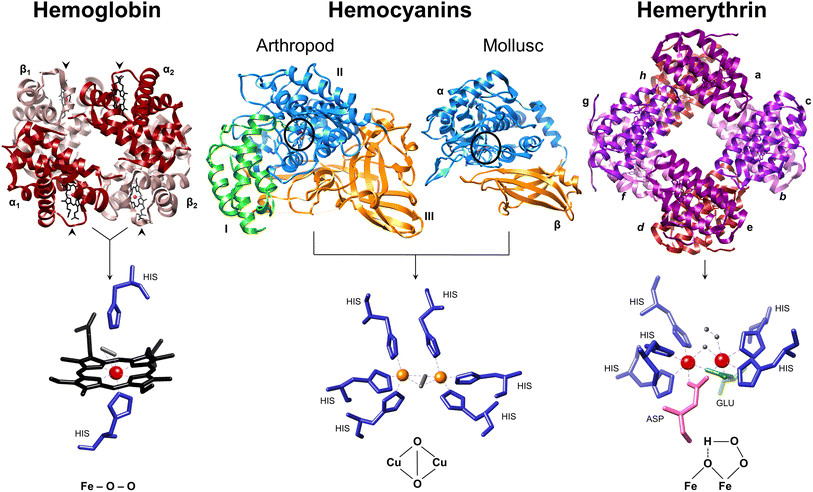 Hemoglobin
Hemocyanins
Hemerythrin
Arthropod
Mollusc
β1
α2
α1
β2
II
I
III
α
β
h
a
g
c
f
b
d
e
HIS
HIS
Fe – O – O
HIS
HIS
HIS
HIS
HIS
HIS
O
Cu Cu
O
HIS
HIS
HIS
HIS
HIS
ASP
GLU
H O
O O
Fe Fe